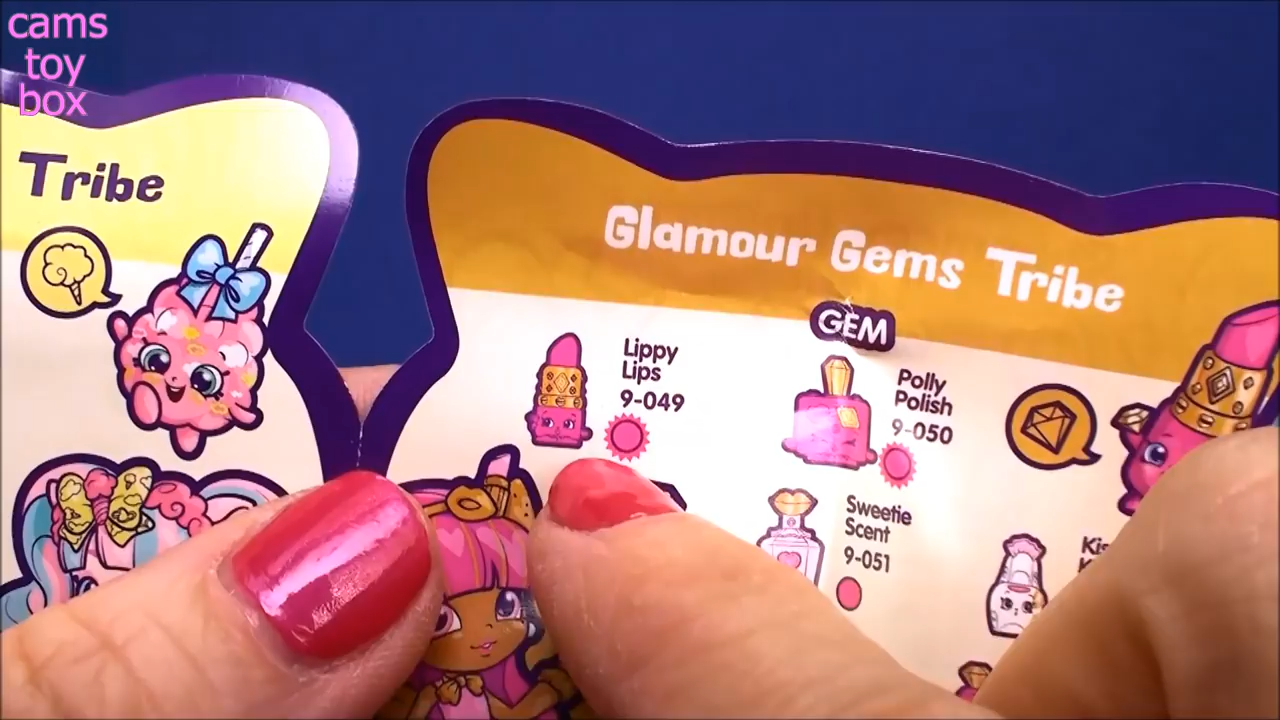 cams
toy
box
Tribe
Glamour Gems Tribe
GEM
Lippy
Lips
9-049
Polly
Polish
9-050
Sweetie
Scent
9-051